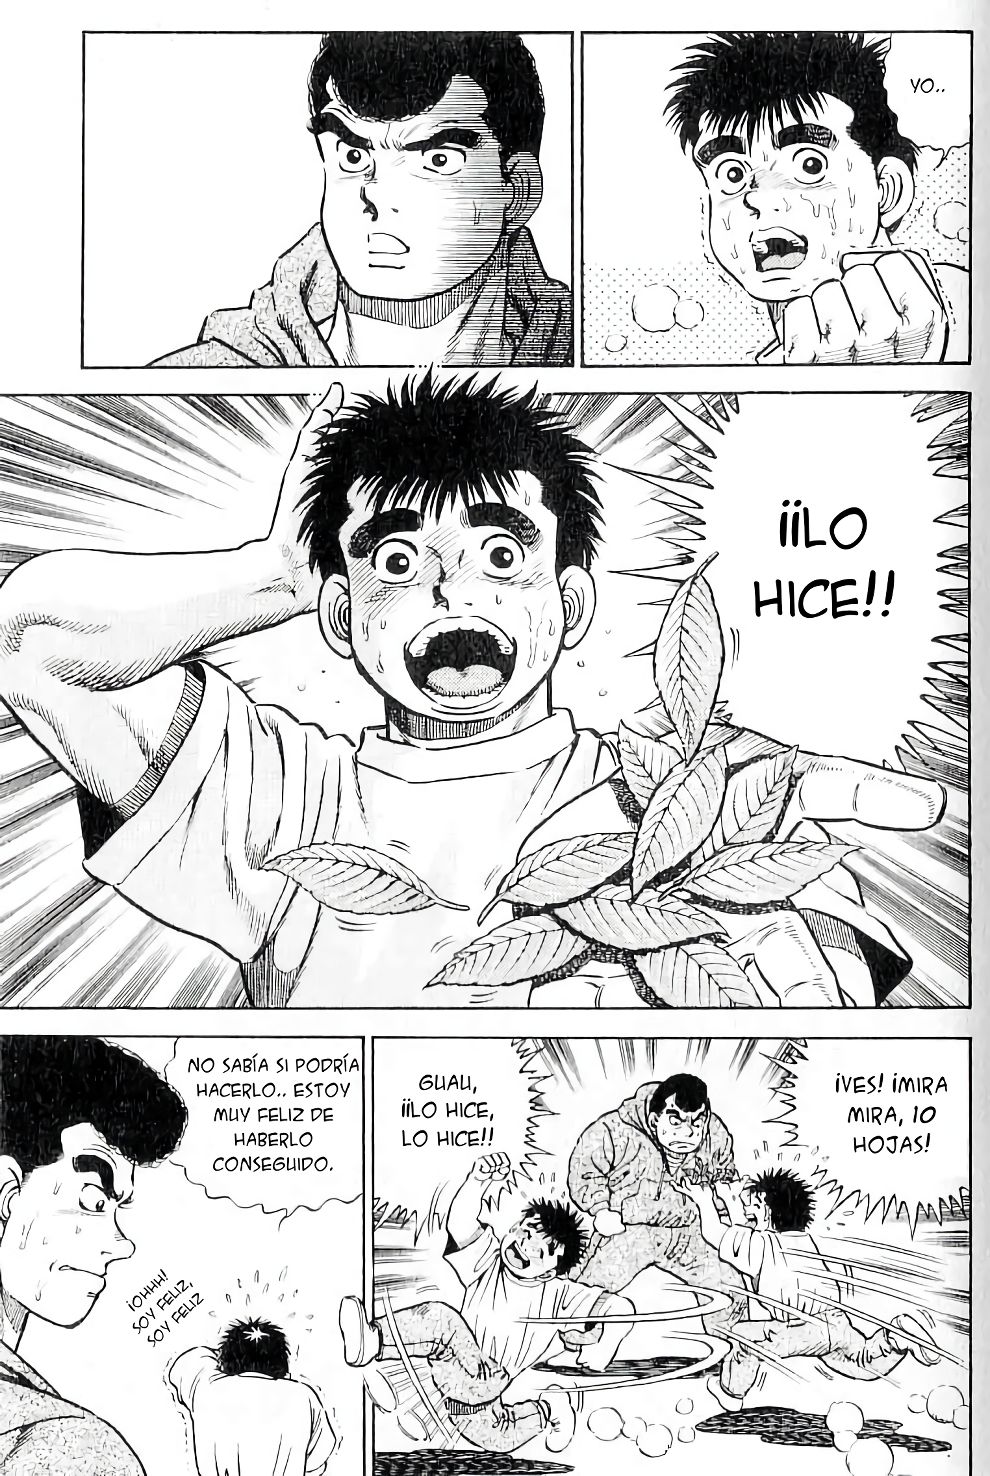 YO..
¡¡LO
HICE!!
¡VES! ¡MIRA
MIRA, 10
HOJAS!
GUAU,
¡¡LO HICE,
LO HICE!!
NO SABÍA SI PODRÍA
HACERLO.. ESTOY
MUY FELIZ DE
HABERLO
CONSEGUIDO.
¡OHHH!
SOY FELIZ,
SOY FELIZ